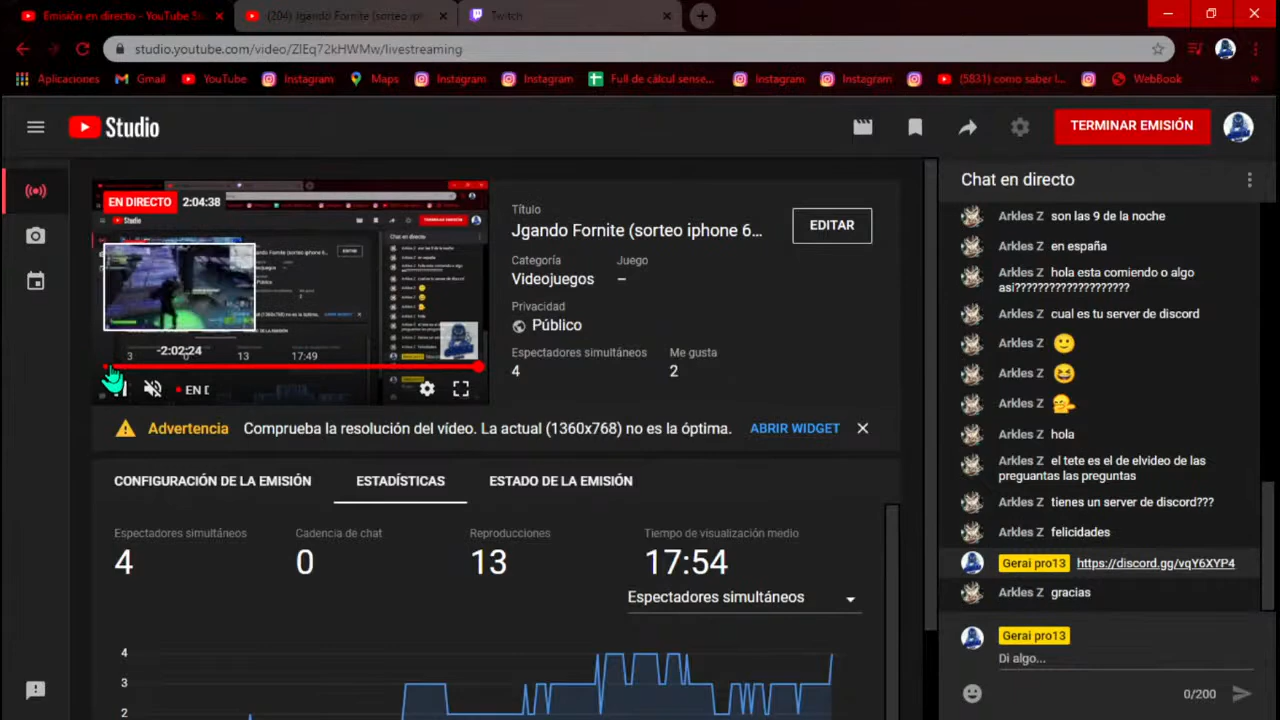 Emisión en directo - YouTube St
(204) Jgando Fornite (sorteo iph
Twitch
studio.youtube.com/video/ZlEq72kHWMw/livestreaming
Aplicaciones
Gmail
YouTube
Instagram
Maps
Instagram
Instagram
Full de càlcul sense...
Instagram
Instagram
(5831) como saber l...
WebBook
Studio
TERMINAR EMISIÓN
EN DIRECTO
2:04:38
-2:02:24
EN D
Título
Jgando Fornite (sorteo iphone 6...
EDITAR
Categoría
Juego
Videojuegos
–
Privacidad
Público
Espectadores simultáneos
Me gusta
4
2
Advertencia
Comprueba la resolución del vídeo. La actual (1360x768) no es la óptima.
ABRIR WIDGET
CONFIGURACIÓN DE LA EMISIÓN
ESTADÍSTICAS
ESTADO DE LA EMISIÓN
Espectadores simultáneos
Cadencia de chat
Reproducciones
Tiempo de visualización medio
4
0
13
17:54
Espectadores simultáneos
4
3
2
Chat en directo
Arkles Z son las 9 de la noche
Arkles Z en españa
Arkles Z hola esta comiendo o algo
asi????????????????????
Arkles Z cual es tu server de discord
Arkles Z 🙂
Arkles Z 😆
Arkles Z
Arkles Z hola
Arkles Z el tete es el de elvideo de las
preguantas las preguntas
Arkles Z tienes un server de discord???
Arkles Z felicidades
Gerai pro13 https://discord.gg/vqY6XYP4
Arkles Z gracias
Gerai pro13
Di algo...
0/200